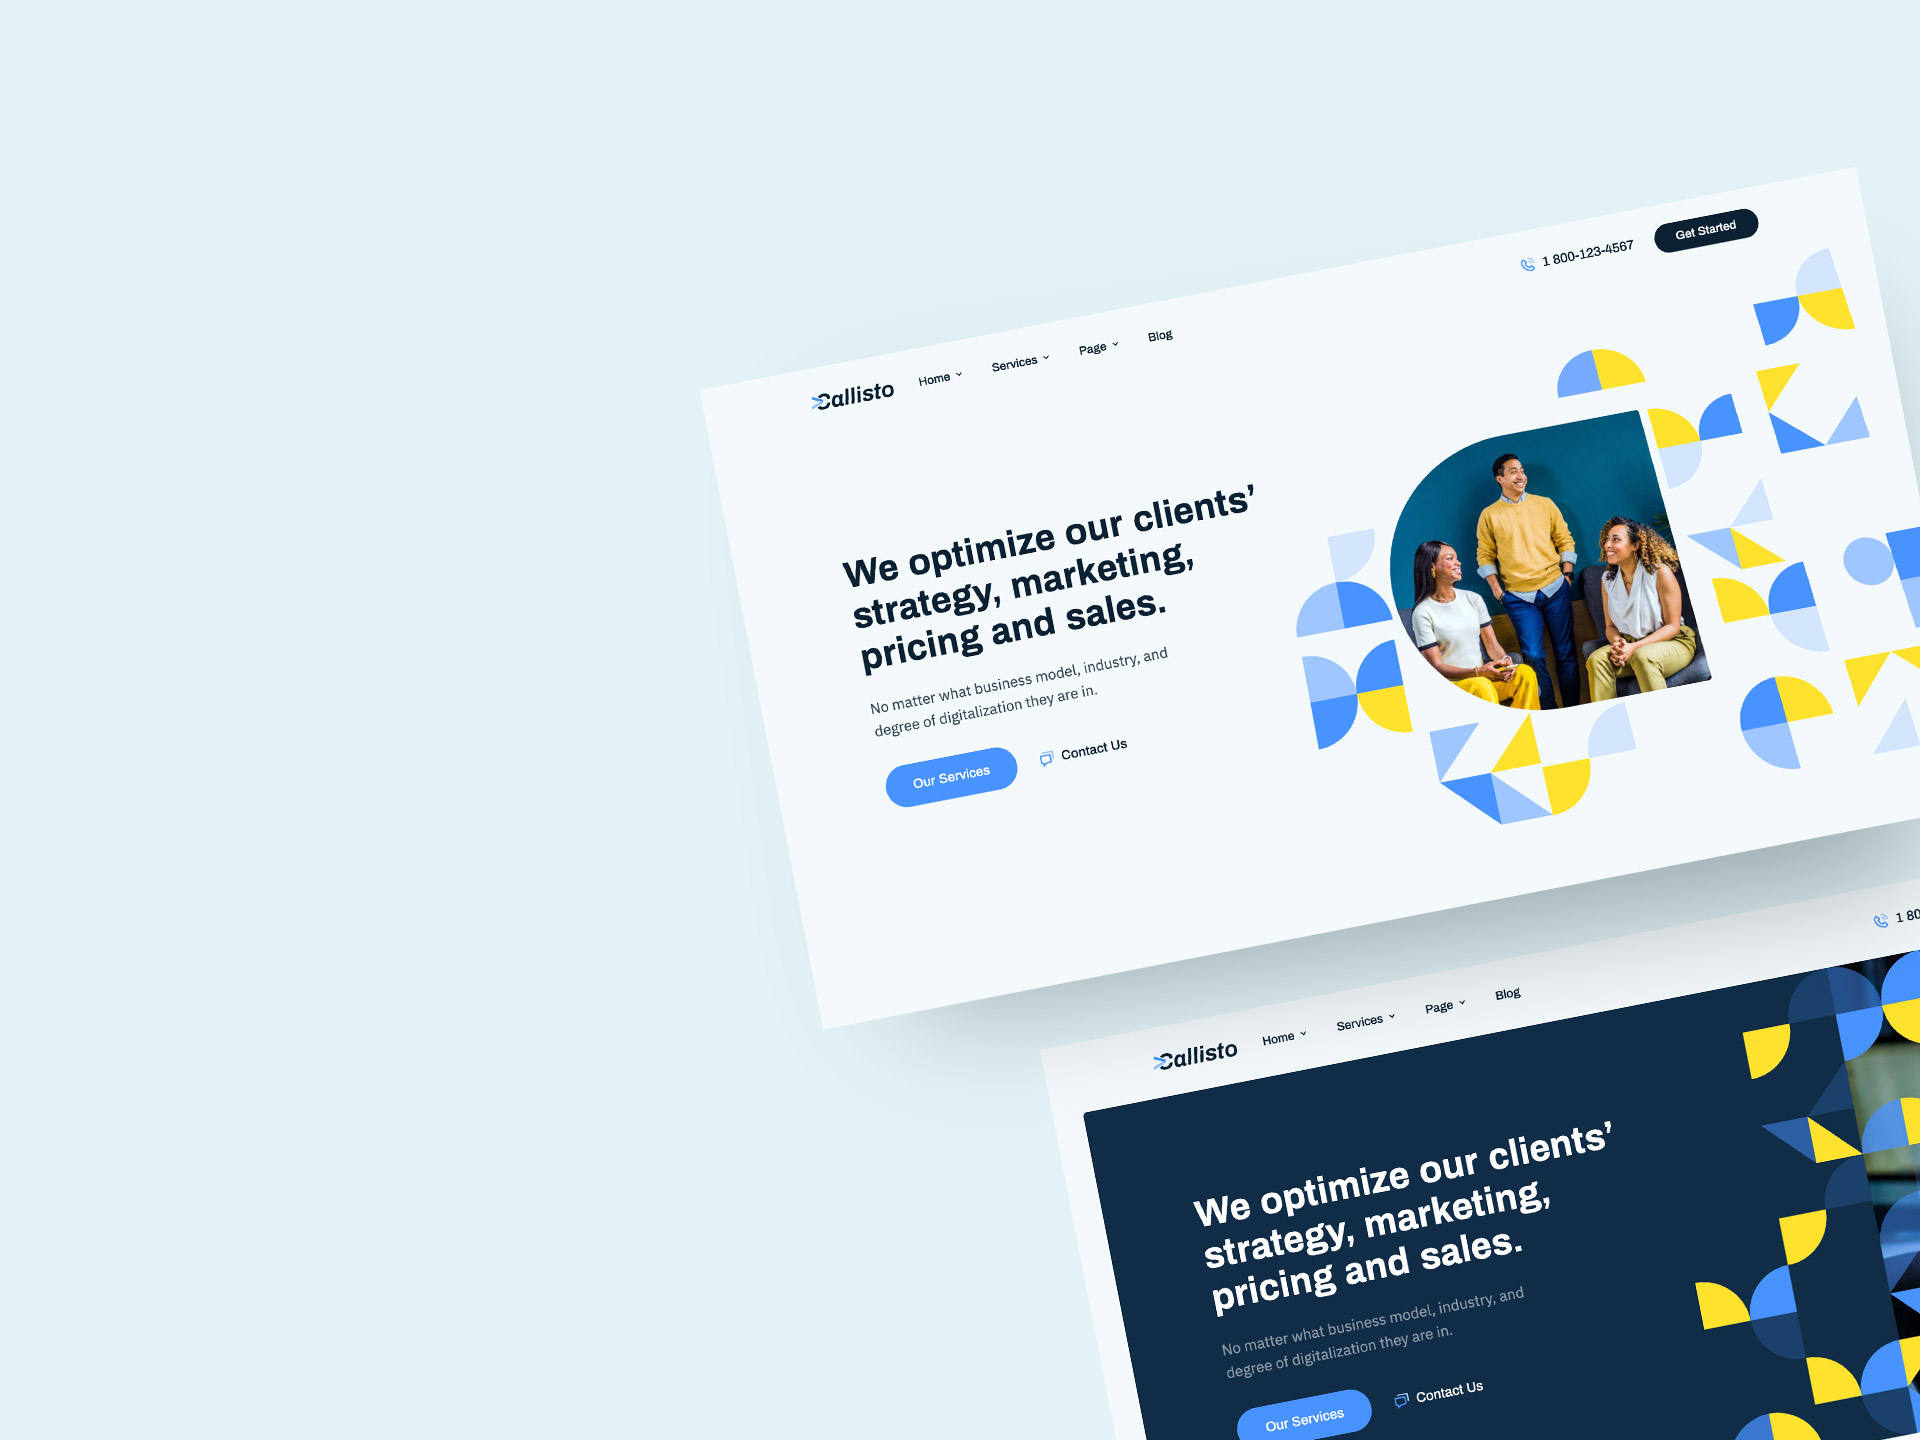 Callisto Home Services Page Blog 1 800-123-4567 Get Started
We optimize our clients’
strategy, marketing,
pricing and sales.
No matter what business model, industry, and
degree of digitalization they are in.
Our Services Contact Us
Callisto Home Services Page Blog 1 80
We optimize our clients’
strategy, marketing,
pricing and sales.
No matter what business model, industry, and
degree of digitalization they are in.
Our Services Contact Us